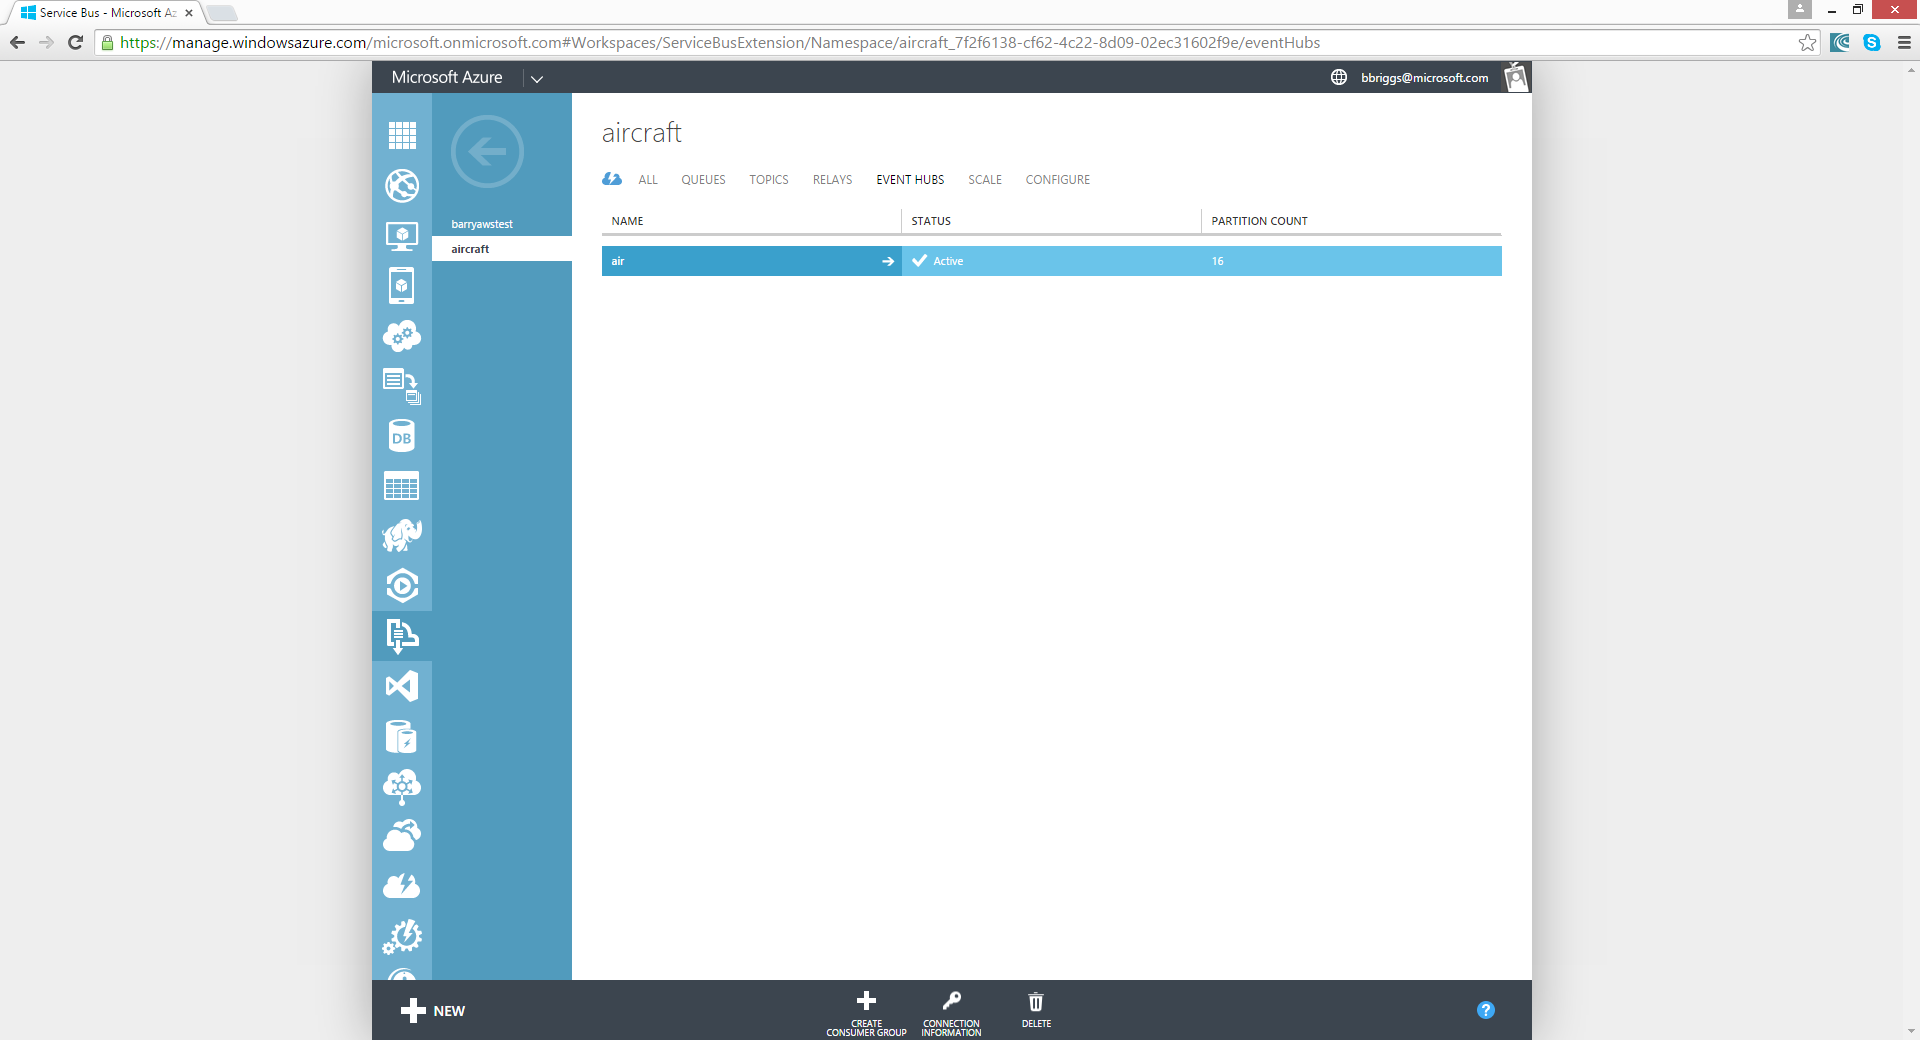 Service Bus - Microsoft Az
https://manage.windowsazure.com/microsoft.onmicrosoft.com#Workspaces/ServiceBusExtension/Namespace/aircraft_7f2f6138-cf62-4c22-8d09-02ec31602f9e/eventHubs
Microsoft Azure
bbriggs@microsoft.com
barryawstest
aircraft
aircraft
ALL QUEUES TOPICS RELAYS EVENT HUBS SCALE CONFIGURE
NAME STATUS PARTITION COUNT
air Active 16
DB
NEW
CREATE
CONSUMER GROUP
CONNECTION
INFORMATION
DELETE
?